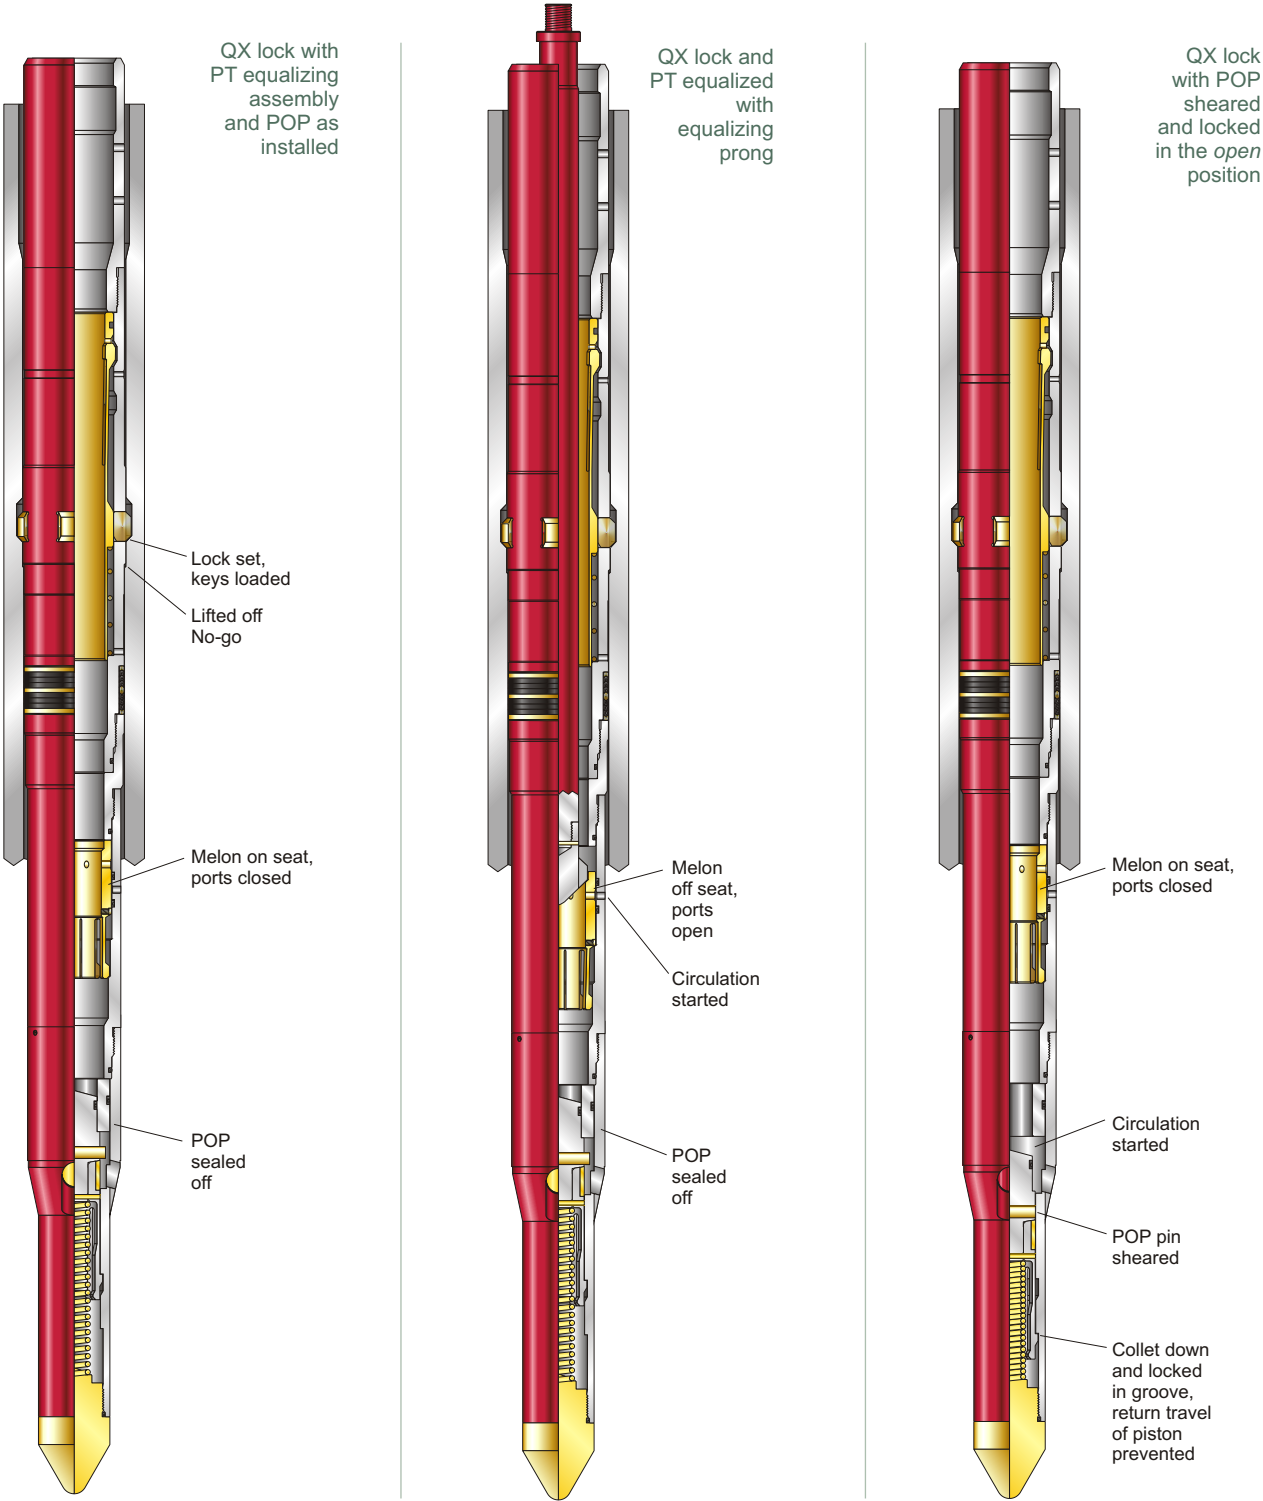 QX lock with
PT equalizing
assembly
and POP as
installed
Lock set,
keys loaded
Lifted off
No-go
Melon on seat,
ports closed
POP
sealed
off
QX lock and
PT equalized
with
equalizing
prong
Melon
off seat,
ports
open
Circulation
started
POP
sealed
off
QX lock
with POP
sheared
and locked
in the open
position
Melon on seat,
ports closed
Circulation
started
POP pin
sheared
Collet down
and locked
in groove,
return travel
of piston
prevented